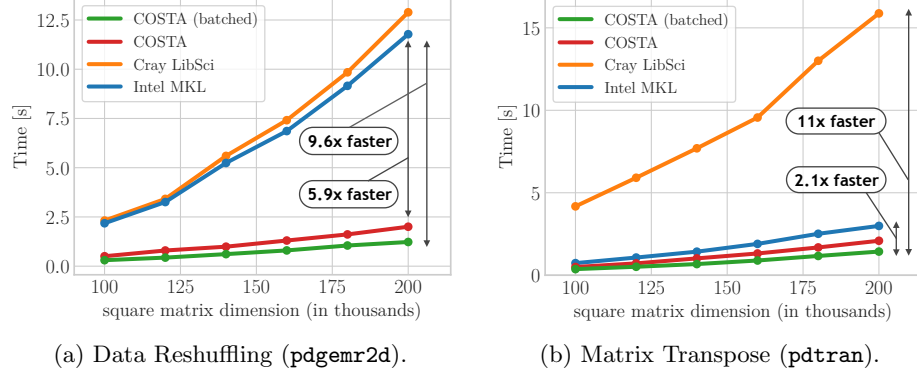 COSTA (batched)
COSTA
Cray LibSci
Intel MKL
Time [s]
12.5
10.0
7.5
5.0
2.5
0.0
9.6x faster
5.9x faster
100 125 150 175 200
square matrix dimension (in thousands)
(a) Data Reshuffling (pdgemr2d).
COSTA (batched)
COSTA
Cray LibSci
Intel MKL
Time [s]
15
10
5
0
11x faster
2.1x faster
100 125 150 175 200
square matrix dimension (in thousands)
(b) Matrix Transpose (pdtran).